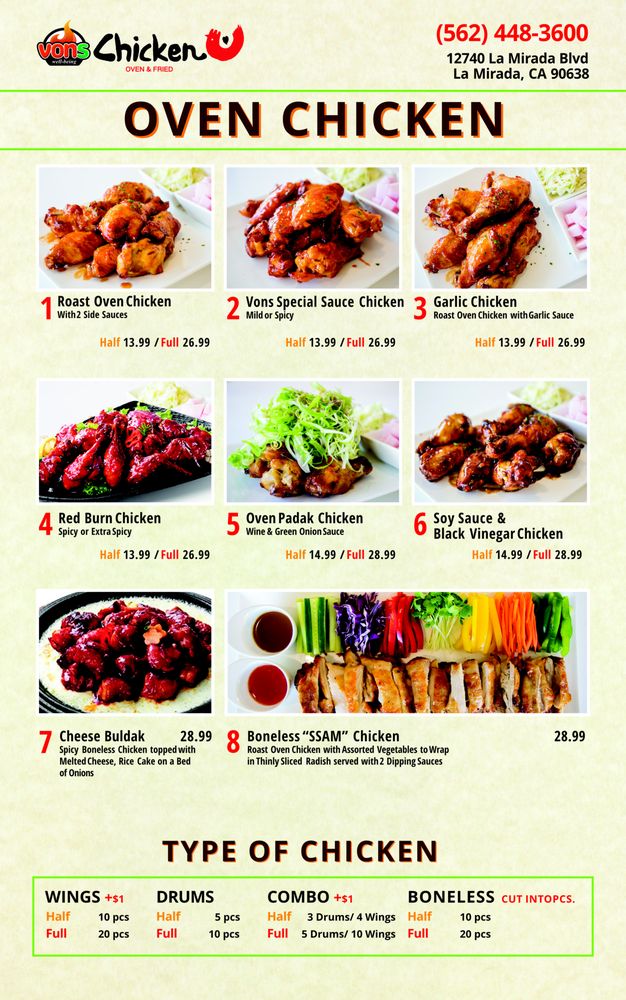 vons Chicken
well-being
OVEN & FRIED
(562) 448-3600
12740 La Mirada Blvd
La Mirada, CA 90638
OVEN CHICKEN
1 Roast Oven Chicken
With 2 Side Sauces
Half 13.99 / Full 26.99
2 Vons Special Sauce Chicken
Mild or Spicy
Half 13.99 / Full 26.99
3 Garlic Chicken
Roast Oven Chicken with Garlic Sauce
Half 13.99 / Full 26.99
4 Red Burn Chicken
Spicy or Extra Spicy
Half 13.99 / Full 26.99
5 Oven Padak Chicken
Wine & Green Onion Sauce
Half 14.99 / Full 28.99
6 Soy Sauce &
Black Vinegar Chicken
Half 14.99 / Full 28.99
7 Cheese Buldak 28.99
Spicy Boneless Chicken topped with
Melted Cheese, Rice Cake on a Bed
of Onions
8 Boneless “SSAM” Chicken 28.99
Roast Oven Chicken with Assorted Vegetables to Wrap
in Thinly Sliced Radish served with 2 Dipping Sauces
TYPE OF CHICKEN
WINGS +$1
Half 10 pcs
Full 20 pcs
DRUMS
Half 5 pcs
Full 10 pcs
COMBO +$1
Half 3 Drums/ 4 Wings
Full 5 Drums/ 10 Wings
BONELESS CUT INTOPCS.
Half 10 pcs
Full 20 pcs